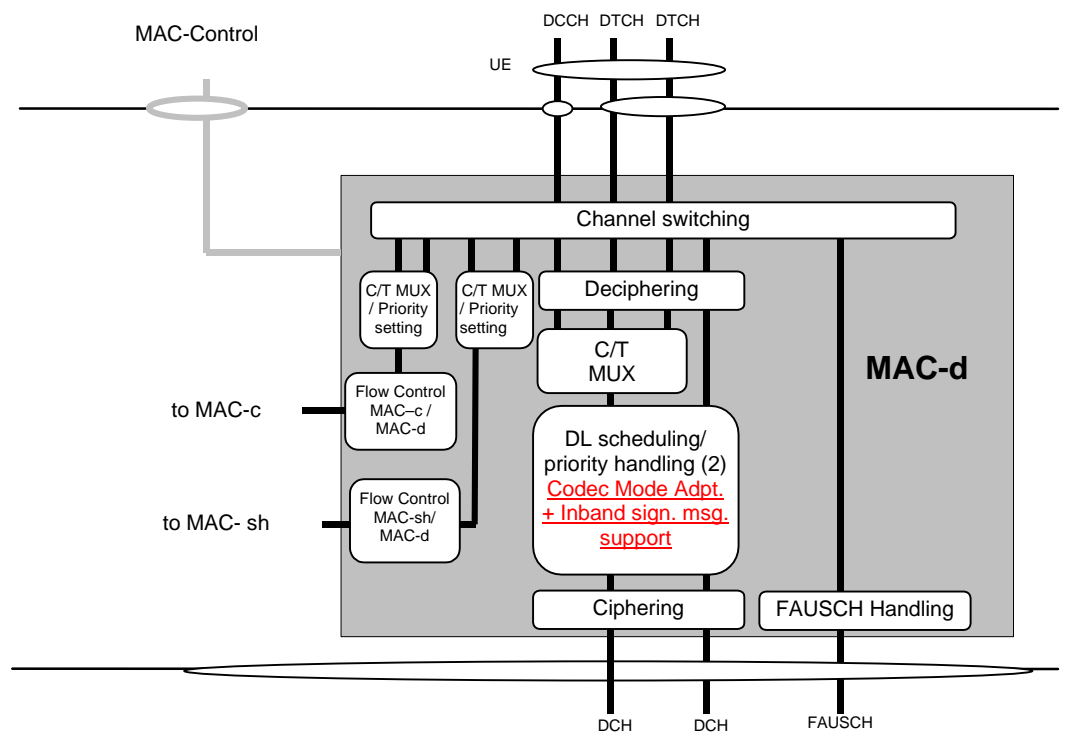 DCCH DTCH DTCH
MAC-Control
UE
Channel switching
C/T MUX
/ Priority
setting
C/T MUX
/ Priority
setting
Deciphering
C/T
MUX
MAC-d
Flow Control
MAC–c /
MAC-d
to MAC-c
DL scheduling/
priority handling (2)
Codec Mode Adpt.
+ Inband sign. msg.
support
Flow Control
MAC-sh/
MAC-d
to MAC- sh
Ciphering
FAUSCH Handling
DCH
DCH
FAUSCH